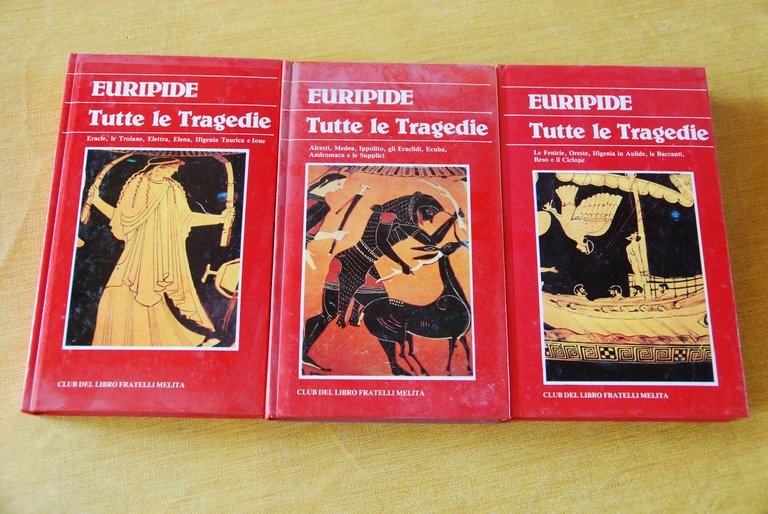 EURIPIDE
Tutte le Tragedie
Eracle, le Troiane, Elettra, Elena, Ifigenia Taurica e Ione
CLUB DEL LIBRO FRATELLI MELITA
EURIPIDE
Tutte le Tragedie
Alcesti, Medea, Ippolito, gli Eraclidi, Ecuba,
Andromaca e le Supplici
CLUB DEL LIBRO FRATELLI MELITA
EURIPIDE
Tutte le Tragedie
Le Fenicie, Oreste, Ifigenia in Aulide, le Baccanti,
Reso e il Ciclope
CLUB DEL LIBRO FRATELLI MELITA